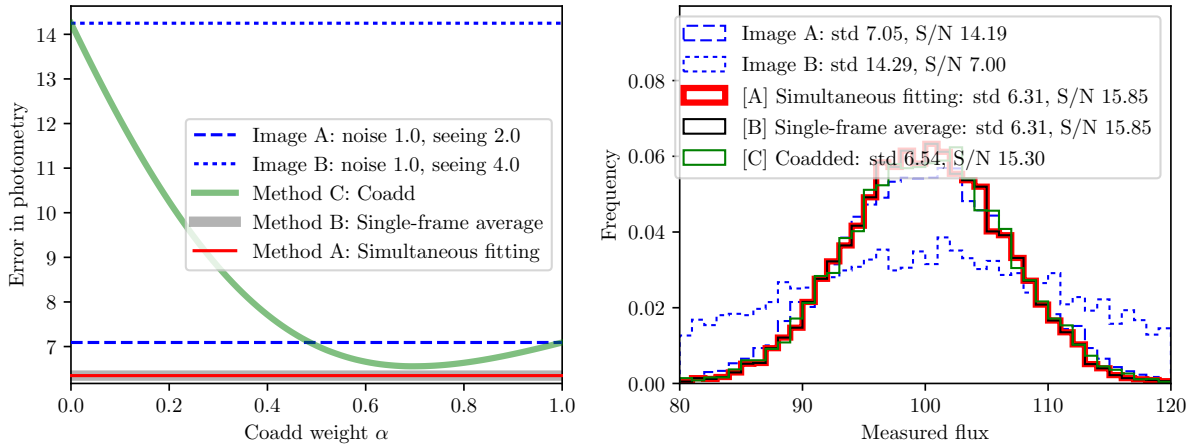 14
13
12
11
10
9
8
7
0.0
0.2
0.4
0.6
0.8
1.0
Error in photometry
Coadd weight α
Image A: noise 1.0, seeing 2.0
Image B: noise 1.0, seeing 4.0
Method C: Coadd
Method B: Single-frame average
Method A: Simultaneous fitting
0.08
0.06
0.04
0.02
0.00
80
90
100
110
120
Frequency
Measured flux
Image A: std 7.05, S/N 14.19
Image B: std 14.29, S/N 7.00
[A] Simultaneous fitting: std 6.31, S/N 15.85
[B] Single-frame average: std 6.31, S/N 15.85
[C] Coadded: std 6.54, S/N 15.30